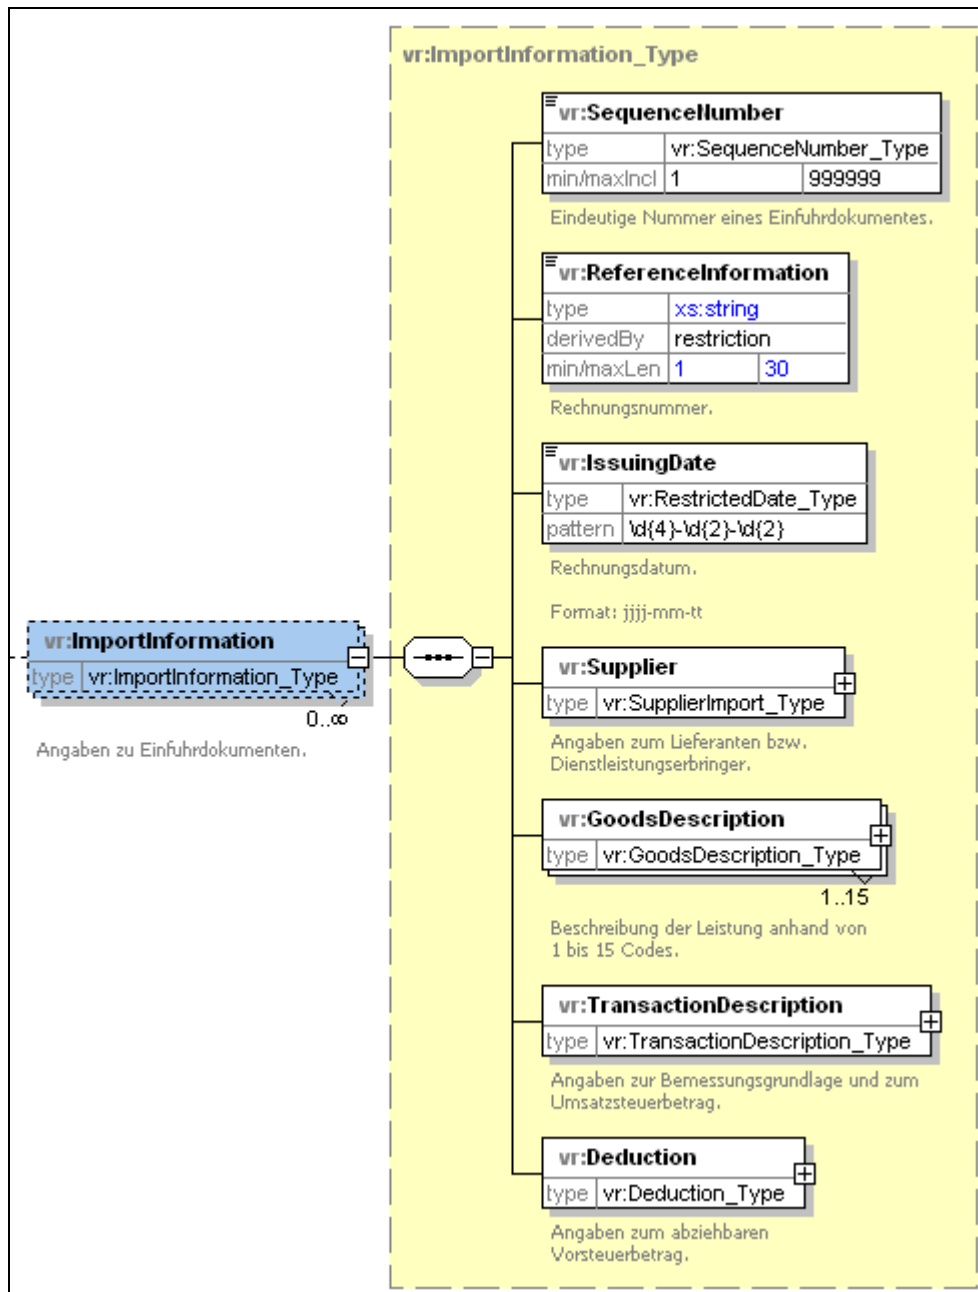 vr:ImportInformation_Type
vr:SequenceNumber
type vr:SequenceNumber_Type
min/maxIncl 1 999999
Eindeutige Nummer eines Einfuhrdokumentes.
vr:ReferenceInformation
type xs:string
derivedBy restriction
min/maxLen 1 30
Rechnungsnummer.
vr:IssuingDate
type vr:RestrictedDate_Type
pattern \d{4}-\d{2}-\d{2}
Rechnungsdatum.
Format: jjjj-mm-tt
vr:ImportInformation
type vr:ImportInformation_Type
0..∞
Angaben zu Einfuhrdokumenten.
vr:Supplier
type vr:SupplierImport_Type
Angaben zum Lieferanten bzw.
Dienstleistungserbringer.
vr:GoodsDescription
type vr:GoodsDescription_Type
1..15
Beschreibung der Leistung anhand von
1 bis 15 Codes.
vr:TransactionDescription
type vr:TransactionDescription_Type
Angaben zur Bemessungsgrundlage und zum
Umsatzsteuerbetrag.
vr:Deduction
type vr:Deduction_Type
Angaben zum abziehbaren
Vorsteuerbetrag.